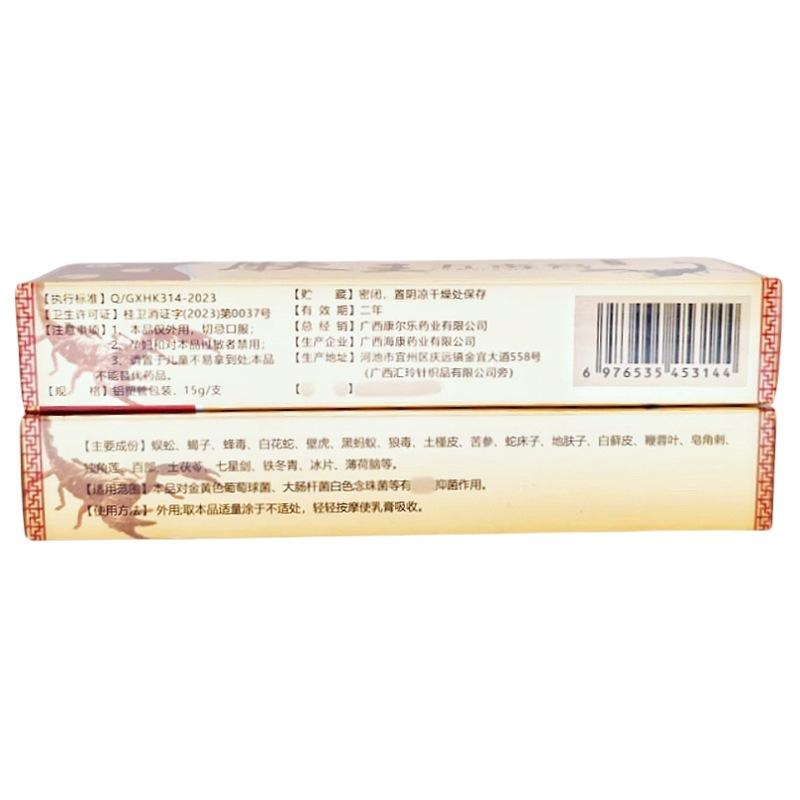 【执行标准】Q/GXHK314-2023
【卫生许可证】桂卫消证字(2023)第0037号
【注意事项】1、本品仅外用，切忌口服；
2、孕妇和对本品过敏者禁用；
3、请置于儿童不易拿到处;本品
不能替代药品。
【规 格】铝塑管包装．15g/支
【贮 藏】密闭，置阴凉干燥处保存
【有 效 期】二年
【总 经 销】广西康尔乐药业有限公司
【生产企业】广西海康药业有限公司
【生产地址】河池市宜州区庆远镇金宜大道558号
(广西汇玲针织品有限公司旁)
6 976535 453144
【主要成份】蜈蚣、蝎子、蜂毒、白花蛇、壁虎、黑蚂蚁、狼毒、土槿皮、苦参、蛇床子、地肤子、白藓皮、鞭蓉叶、皂角刺、
独角莲、百部、土茯苓、七星剑、铁冬青、冰片、薄荷脑等。
【适用范围】本品对金黄色葡萄球菌、大肠杆菌白色念珠菌等有 抑菌作用。
【使用方法】外用;取本品适量涂于不适处，轻轻按摩使乳膏吸收。